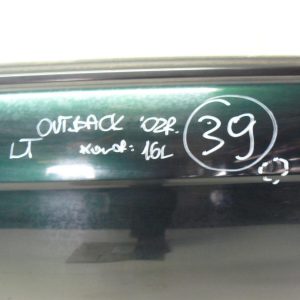 OUTBACK '02R.
LT KOLOR: 16L
39